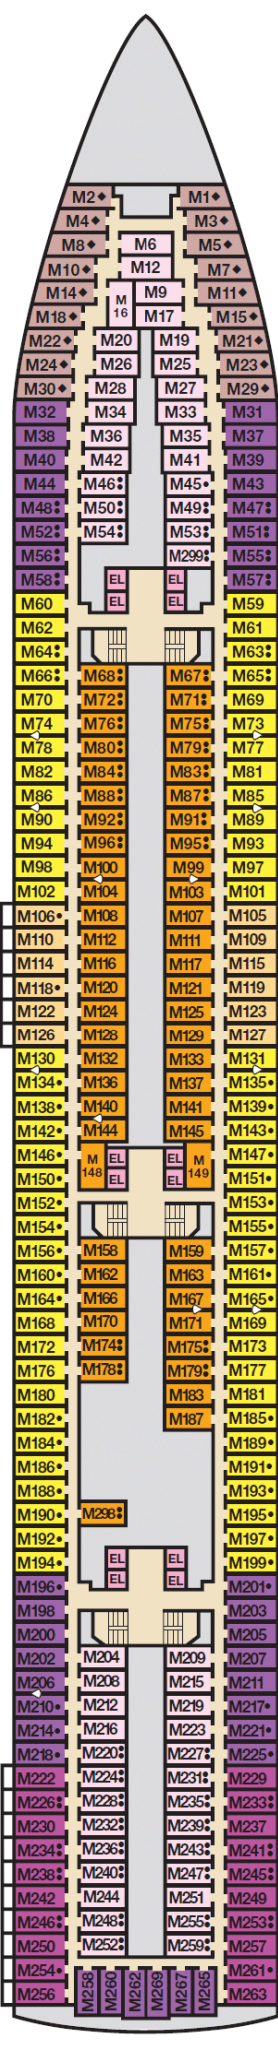 M2◆ M1◆
M4◆ M3◆
M8◆ M6 M5◆
M10◆ M12 M7◆
M14◆ M16 M9 M11◆
M18◆ M17 M15◆
M22◆ M20 M19 M21◆
M24◆ M26 M25 M23◆
M30◆ M28 M27 M29◆
M32 M34 M33 M31
M38 M36 M35 M37
M40 M42 M41 M39
M44 M46: M45• M43
M48: M50: M49: M47:
M52: M54: M53: M51:
M56: M299: M55:
M58: EL EL M57:
M60 EL EL M59
M62 M61
M64: M63:
M66: M68: M67: M65:
M70 M72: M71: M69
M74 M76: M75: M73
M78 M80: M79: M77
M82 M84: M83: M81
M86 M88: M87: M85
M90 M92: M91: M89
M94 M96: M95: M93
M98 M100 M99 M97
M102 M104 M103 M101
M106• M108 M107 M105
M110 M112 M111 M109
M114 M116 M117 M115
M118• M120 M121 M119
M122 M124 M125 M123
M126 M128 M129 M127
M130 M132 M133 M131
M134• M136 M137 M135•
M138• M140 M141 M139•
M142• M144 M145 M143•
M146• M148 EL EL M149 M147•
M150• EL EL M151•
M152• M153•
M154• M155•
M156• M158 M159 M157•
M160• M162 M163 M161•
M164• M166 M167 M165•
M168 M170 M171 M169
M172 M174: M175: M173
M176 M178: M179: M177
M180 M183 M181
M182• M187 M185•
M184• M189•
M186• M191•
M188• M193•
M190• M298: M195•
M192• M197•
M194• EL EL M199•
M196• EL EL M201•
M198 M203
M200 M205
M202 M204 M209 M207
M206 M208 M215 M211
M210• M212 M219 M217•
M214• M216 M223 M221•
M218• M220: M227: M225•
M222 M224: M231: M229
M226: M228: M235: M233:
M230 M232: M239: M237
M234: M236: M243: M241:
M238: M240: M247: M245:
M242 M244 M251 M249
M246: M248: M255: M253:
M250 M252: M259: M257
M254• M261•
M256 M258 M260 M262 M269 M267 M265 M263